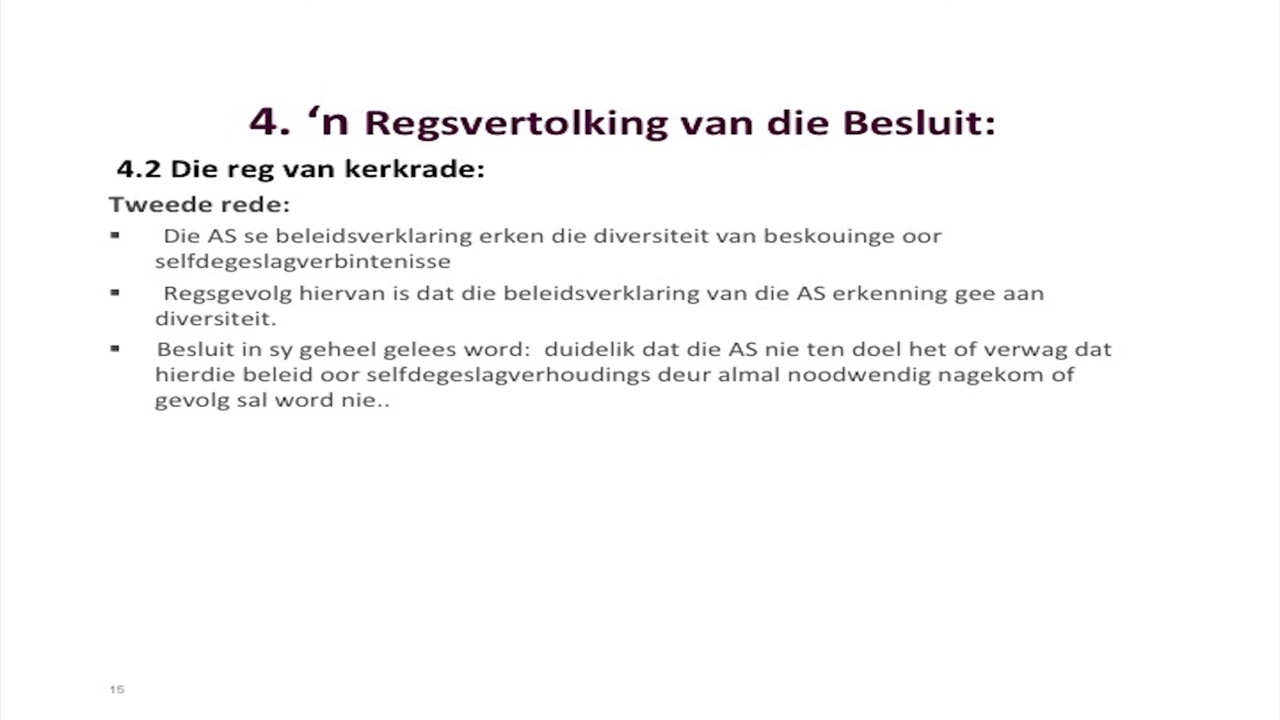 4. ‘n Regsvertolking van die Besluit:
4.2 Die reg van kerkrade:
Tweede rede:
▪ Die AS se beleidsverklaring erken die diversiteit van beskouinge oor
selfdegeslagverbintenisse
▪ Regsgevolg hiervan is dat die beleidsverklaring van die AS erkenning gee aan
diversiteit.
▪ Besluit in sy geheel gelees word: duidelik dat die AS nie ten doel het of verwag dat
hierdie beleid oor selfdegeslagverhoudings deur almal noodwendig nagekom of
gevolg sal word nie..
15